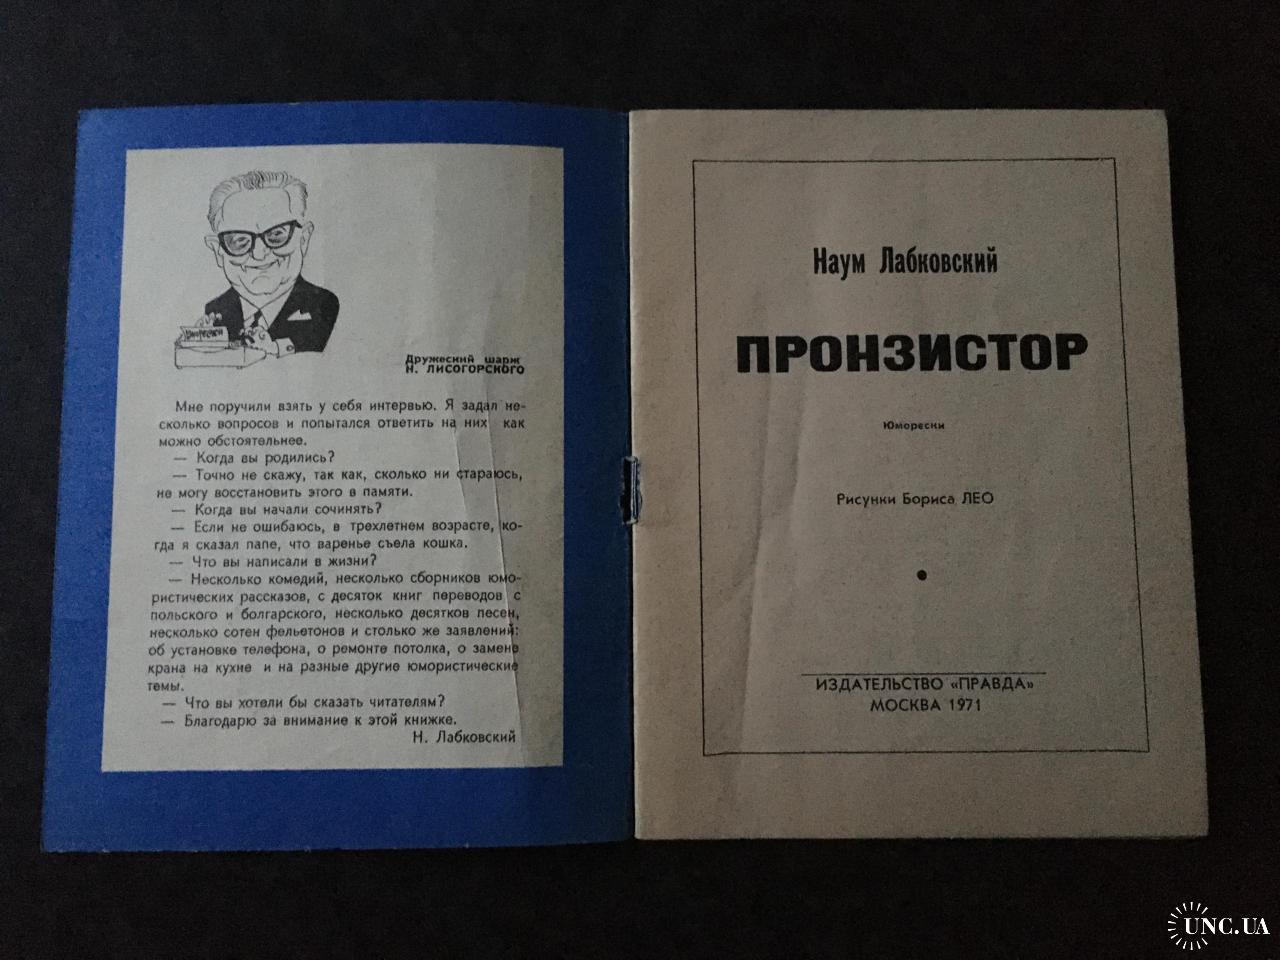 Юморески
Дружеский шарж
Н. ЛИСОГОРСКОГО
Мне поручили взять у себя интервью. Я задал не-
сколько вопросов и попытался ответить на них как
можно обстоятельнее.
— Когда вы родились?
— Точно не скажу, так как, сколько ни стараюсь,
не могу восстановить этого в памяти.
— Когда вы начали сочинять?
— Если не ошибаюсь, в трехлетнем возрасте, ко-
гда я сказал папе, что варенье съела кошка.
— Что вы написали в жизни?
— Несколько комедий, несколько сборников юмо-
ристических рассказов, с десяток книг переводов с
польского и болгарского, несколько десятков песен,
несколько сотен фельетонов и столько же заявлений:
об установке телефона, о ремонте потолка, о замене
крана на кухне и на разные другие юмористические
темы.
— Что вы хотели бы сказать читателям?
— Благодарю за внимание к этой книжке.
Н. Лабковский
Наум Лабковский
ПРОНЗИСТОР
Юморески
Рисунки Бориса ЛЕО
ИЗДАТЕЛЬСТВО «ПРАВДА»
МОСКВА 1971
UNC.UA